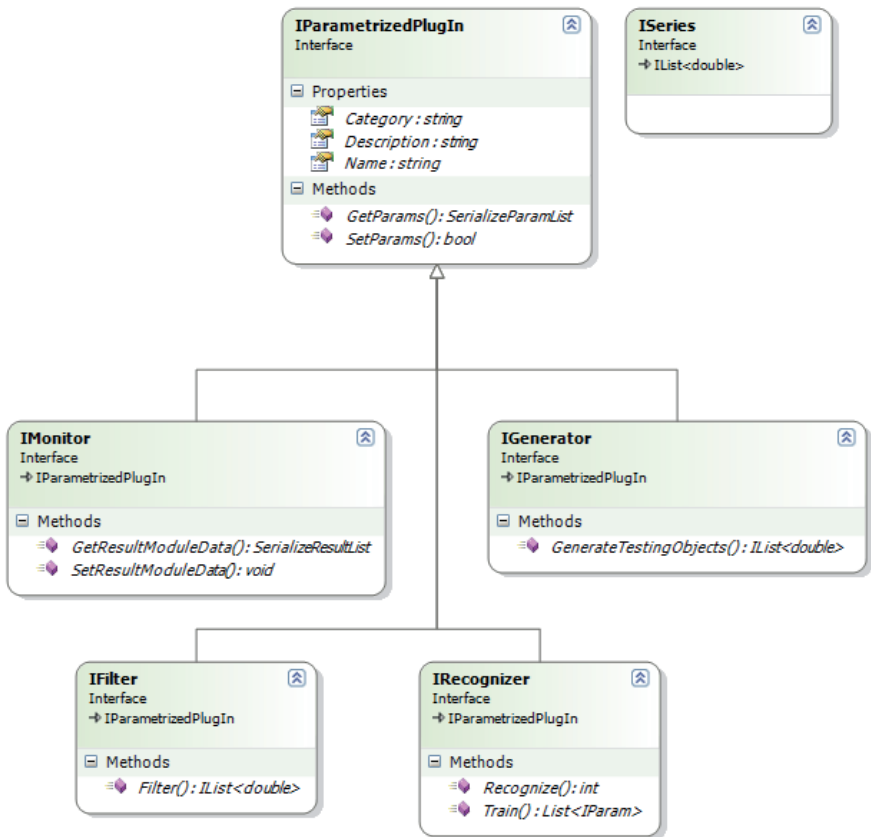 IParametrizedPlugIn
Interface
Properties
Category : string
Description : string
Name : string
Methods
GetParams() : SerializeParamList
SetParams() : bool
ISeries
Interface
IList<double>
IMonitor
Interface
IParametrizedPlugIn
Methods
GetResultModuleData() : SerializeResultList
SetResultModuleData() : void
IGenerator
Interface
IParametrizedPlugIn
Methods
GenerateTestingObjects() : IList<double>
IFilter
Interface
IParametrizedPlugIn
Methods
Filter() : IList<double>
IRecognizer
Interface
IParametrizedPlugIn
Methods
Recognize() : int
Train() : List<IParam>